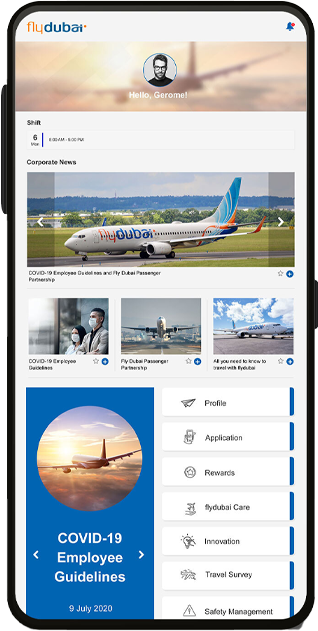 flydubai
Hello, Gerome!
Shift
6
Mon
8:00 AM - 5:00 PM
Corporate News
flydubai
COVID-19 Employee Guidelines and Fly Dubai Passenger
Partnership
COVID-19 Employee
Guidelines
Fly Dubai Passenger
Partnership
All you need to know to
travel with flydubai
COVID-19
Employee
Guidelines
9 July 2020
Profile
Application
Rewards
flydubai Care
Innovation
Travel Survey
Safety Management